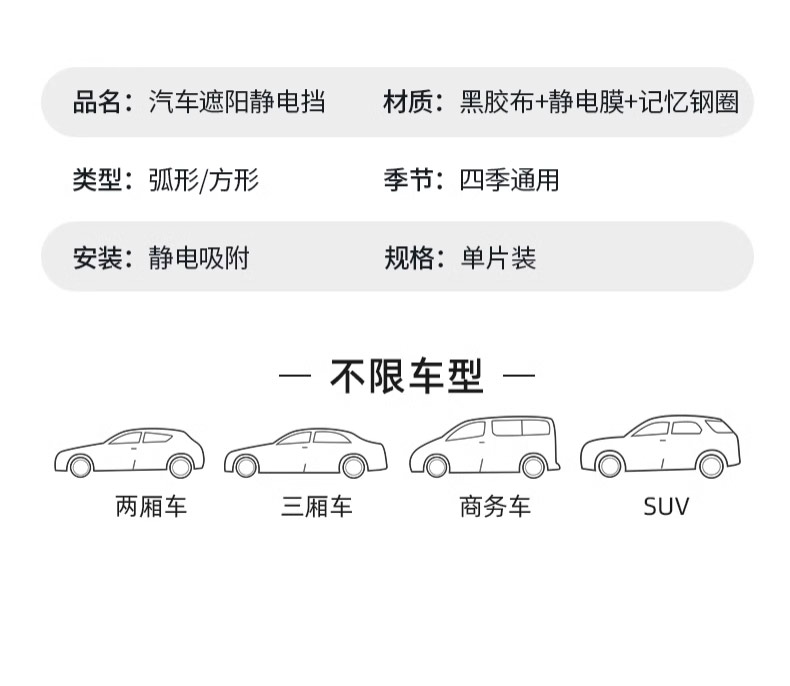 品名：汽车遮阳静电挡 材质：黑胶布+静电膜+记忆钢圈
类型：弧形/方形 季节：四季通用
安装：静电吸附 规格：单片装
— 不限车型 —
两厢车 三厢车 商务车 SUV